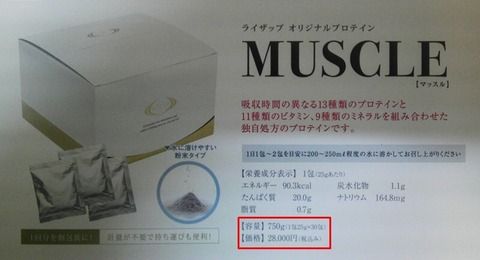 ライザップ オリジナルプロテイン
MUSCLE
【マッスル】
吸収時間の異なる13種類のプロテインと
11種類のビタミン、9種類のミネラルを組み合わせた
独自処方のプロテインです。
水に溶けやすい
粉末タイプ
1日1包～2包を目安に200～250mℓ程度の水に溶かしてお召し上がりください
【栄養成分表示】1包(25gあたり)
エネルギー 90.3kcal 炭水化物 1.1g
たんぱく質 20.0g ナトリウム 164.8mg
脂質 0.7g
【容量】750g(1包25g×30包)
【価格】28,000円(税込み)
1回分を個包装に! 計量が不要で持ち運びも便利!